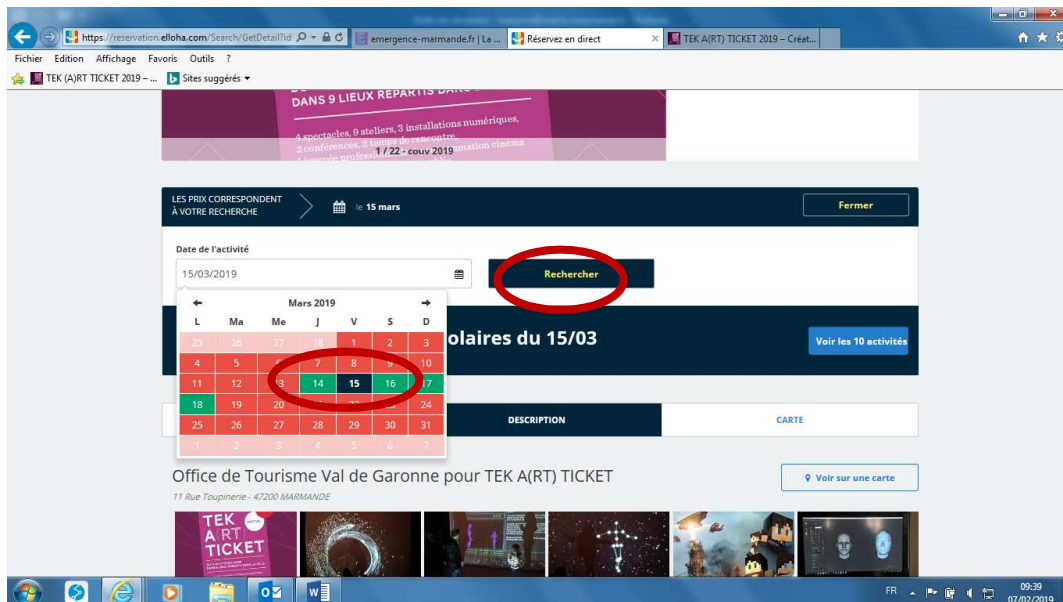 https://reservation.elloha.com/Search/GetDetail?id
emergence-marmande.fr | La ...
Réservez en direct
TEK A(RT) TICKET 2019 – Créat...
Fichier Edition Affichage Favoris Outils ?
TEK (A)RT TICKET 2019 – ...
Sites suggérés
DANS 9 LIEUX RÉPARTIS
4 spectacles, 9 ateliers, 3 installations numériques,
2 conférences, 2 temps de rencontre,
1 / 22 - couv 2019
LES PRIX CORRESPONDENT
À VOTRE RECHERCHE
le 15 mars
Fermer
Date de l'activité
15/03/2019
Rechercher
Mars 2019
L Ma Me J V S D
25 26 27 28 1 2 3
4 5 6 7 8 9 10
11 12 13 14 15 16 17
18 19 20 24
25 26 27 28 29 30 31
1 2 3 4 5 6 7
olaires du 15/03
Voir les 10 activités
DESCRIPTION
CARTE
Office de Tourisme Val de Garonne pour TEK A(RT) TICKET
11 Rue Toupinerie - 47200 MARMANDE
Voir sur une carte
TEK
A(RT)
TICKET
FR
09:39
07/02/2019